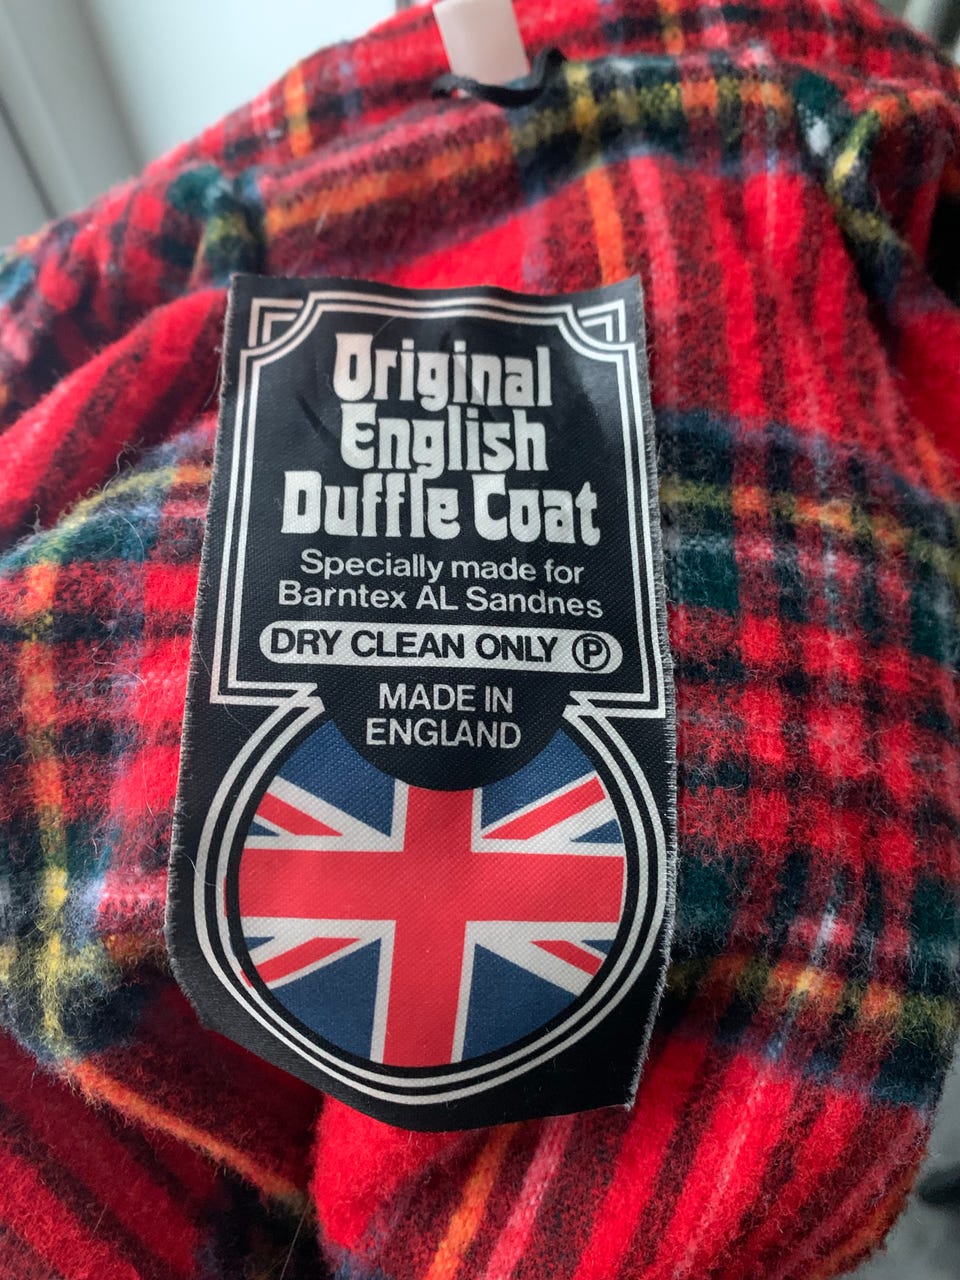 Original
English
Duffle Coat
Specially made for
Barntex AL Sandnes
DRY CLEAN ONLY Ⓟ
MADE IN
ENGLAND